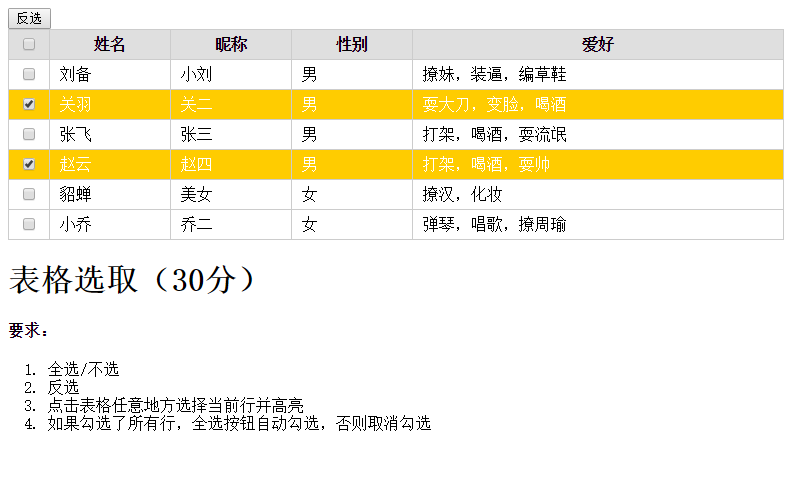 反选
姓名 昵称 性别 爱好
刘备 小刘 男 撩妹，装逼，编草鞋
关羽 关二 男 耍大刀，变脸，喝酒
张飞 张三 男 打架，喝酒，耍流氓
赵云 赵四 男 打架，喝酒，耍帅
貂蝉 美女 女 撩汉，化妆
小乔 乔二 女 弹琴，唱歌，撩周瑜
表格选取（30分）
要求：
1. 全选/不选
2. 反选
3. 点击表格任意地方选择当前行并高亮
4. 如果勾选了所有行，全选按钮自动勾选，否则取消勾选